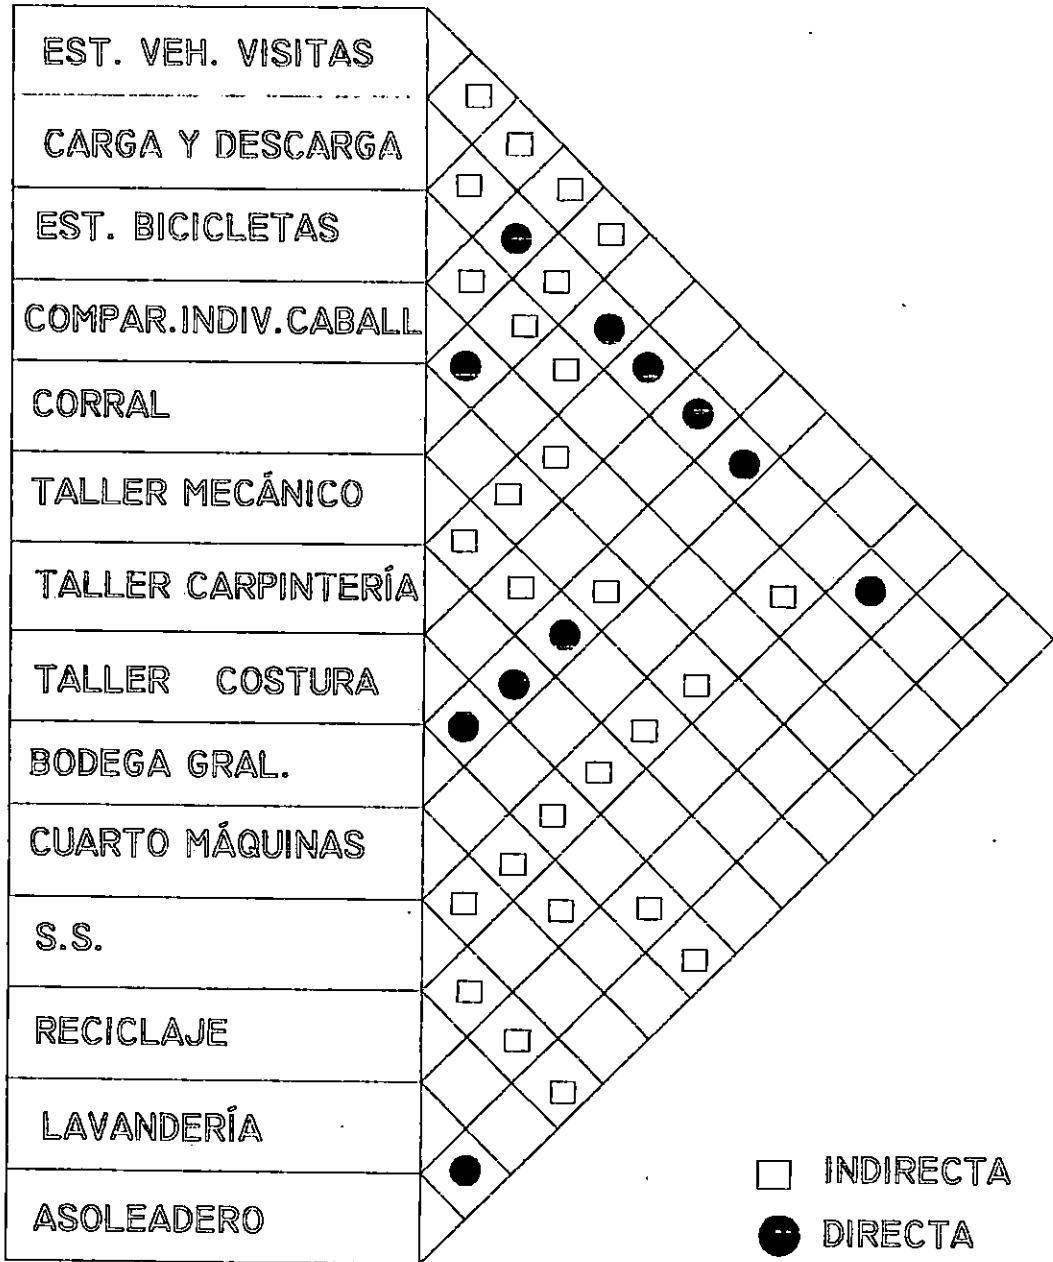 EST. VEH. VISITAS
CARGA Y DESCARGA
EST. BICICLETAS
COMPAR.INDIV.CABALL
CORRAL
TALLER MECÁNICO
TALLER CARPINTERÍA
TALLER COSTURA
BODEGA GRAL.
CUARTO MÁQUINAS
S.S.
RECICLAJE
LAVANDERÍA
ASOLEADERO
INDIRECTA
DIRECTA